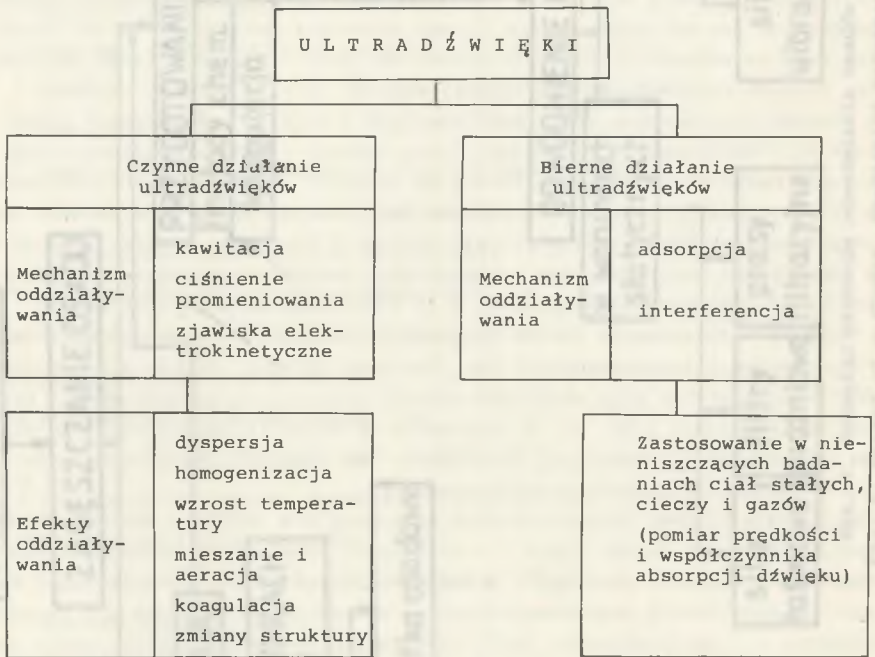 U L T R A D Ź W I Ę K I
Czynne działanie
ultradźwięków
Mechanizm
oddziały-
wania
kawitacja
ciśnienie
promieniowania
zjawiska elek-
trokinetyczne
Efekty
oddziały-
wania
dyspersja
homogenizacja
wzrost tempera-
tury
mieszanie i
aeracja
koagulacja
zmiany struktury
Bierne działanie
ultradźwięków
Mechanizm
oddziały-
wania
adsorpcja
interferencja
Zastosowanie w nie-
niszczących bada-
niach ciał stałych,
cieczy i gazów
(pomiar prędkości
i współczynnika
absorpcji dźwięku)